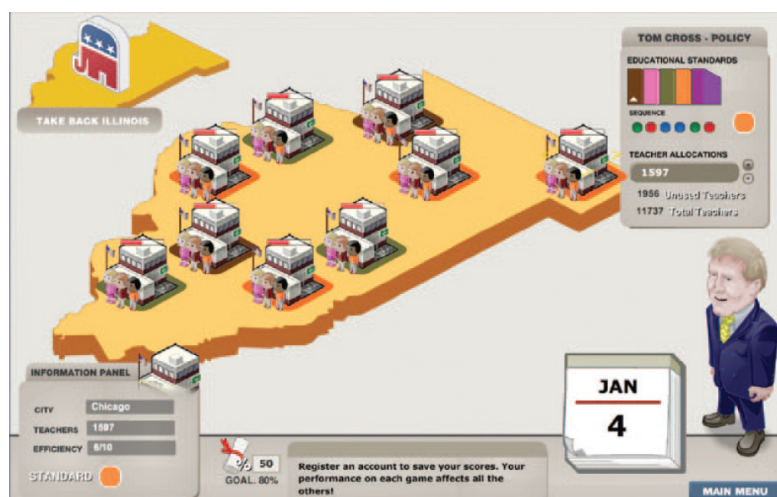 TAKE BACK ILLINOIS
TOM CROSS - POLICY
EDUCATIONAL STANDARDS
SEQUENCE
TEACHER ALLOCATIONS
1597
1956 Unused Teachers
11737 Total Teachers
INFORMATION PANEL
CITY Chicago
TEACHERS 1597
EFFICIENCY 6/10
STANDARD
% 50
GOAL. 80%
Register an account to save your scores. Your
performance on each game affects all the
others!
JAN
4
MAIN MENU